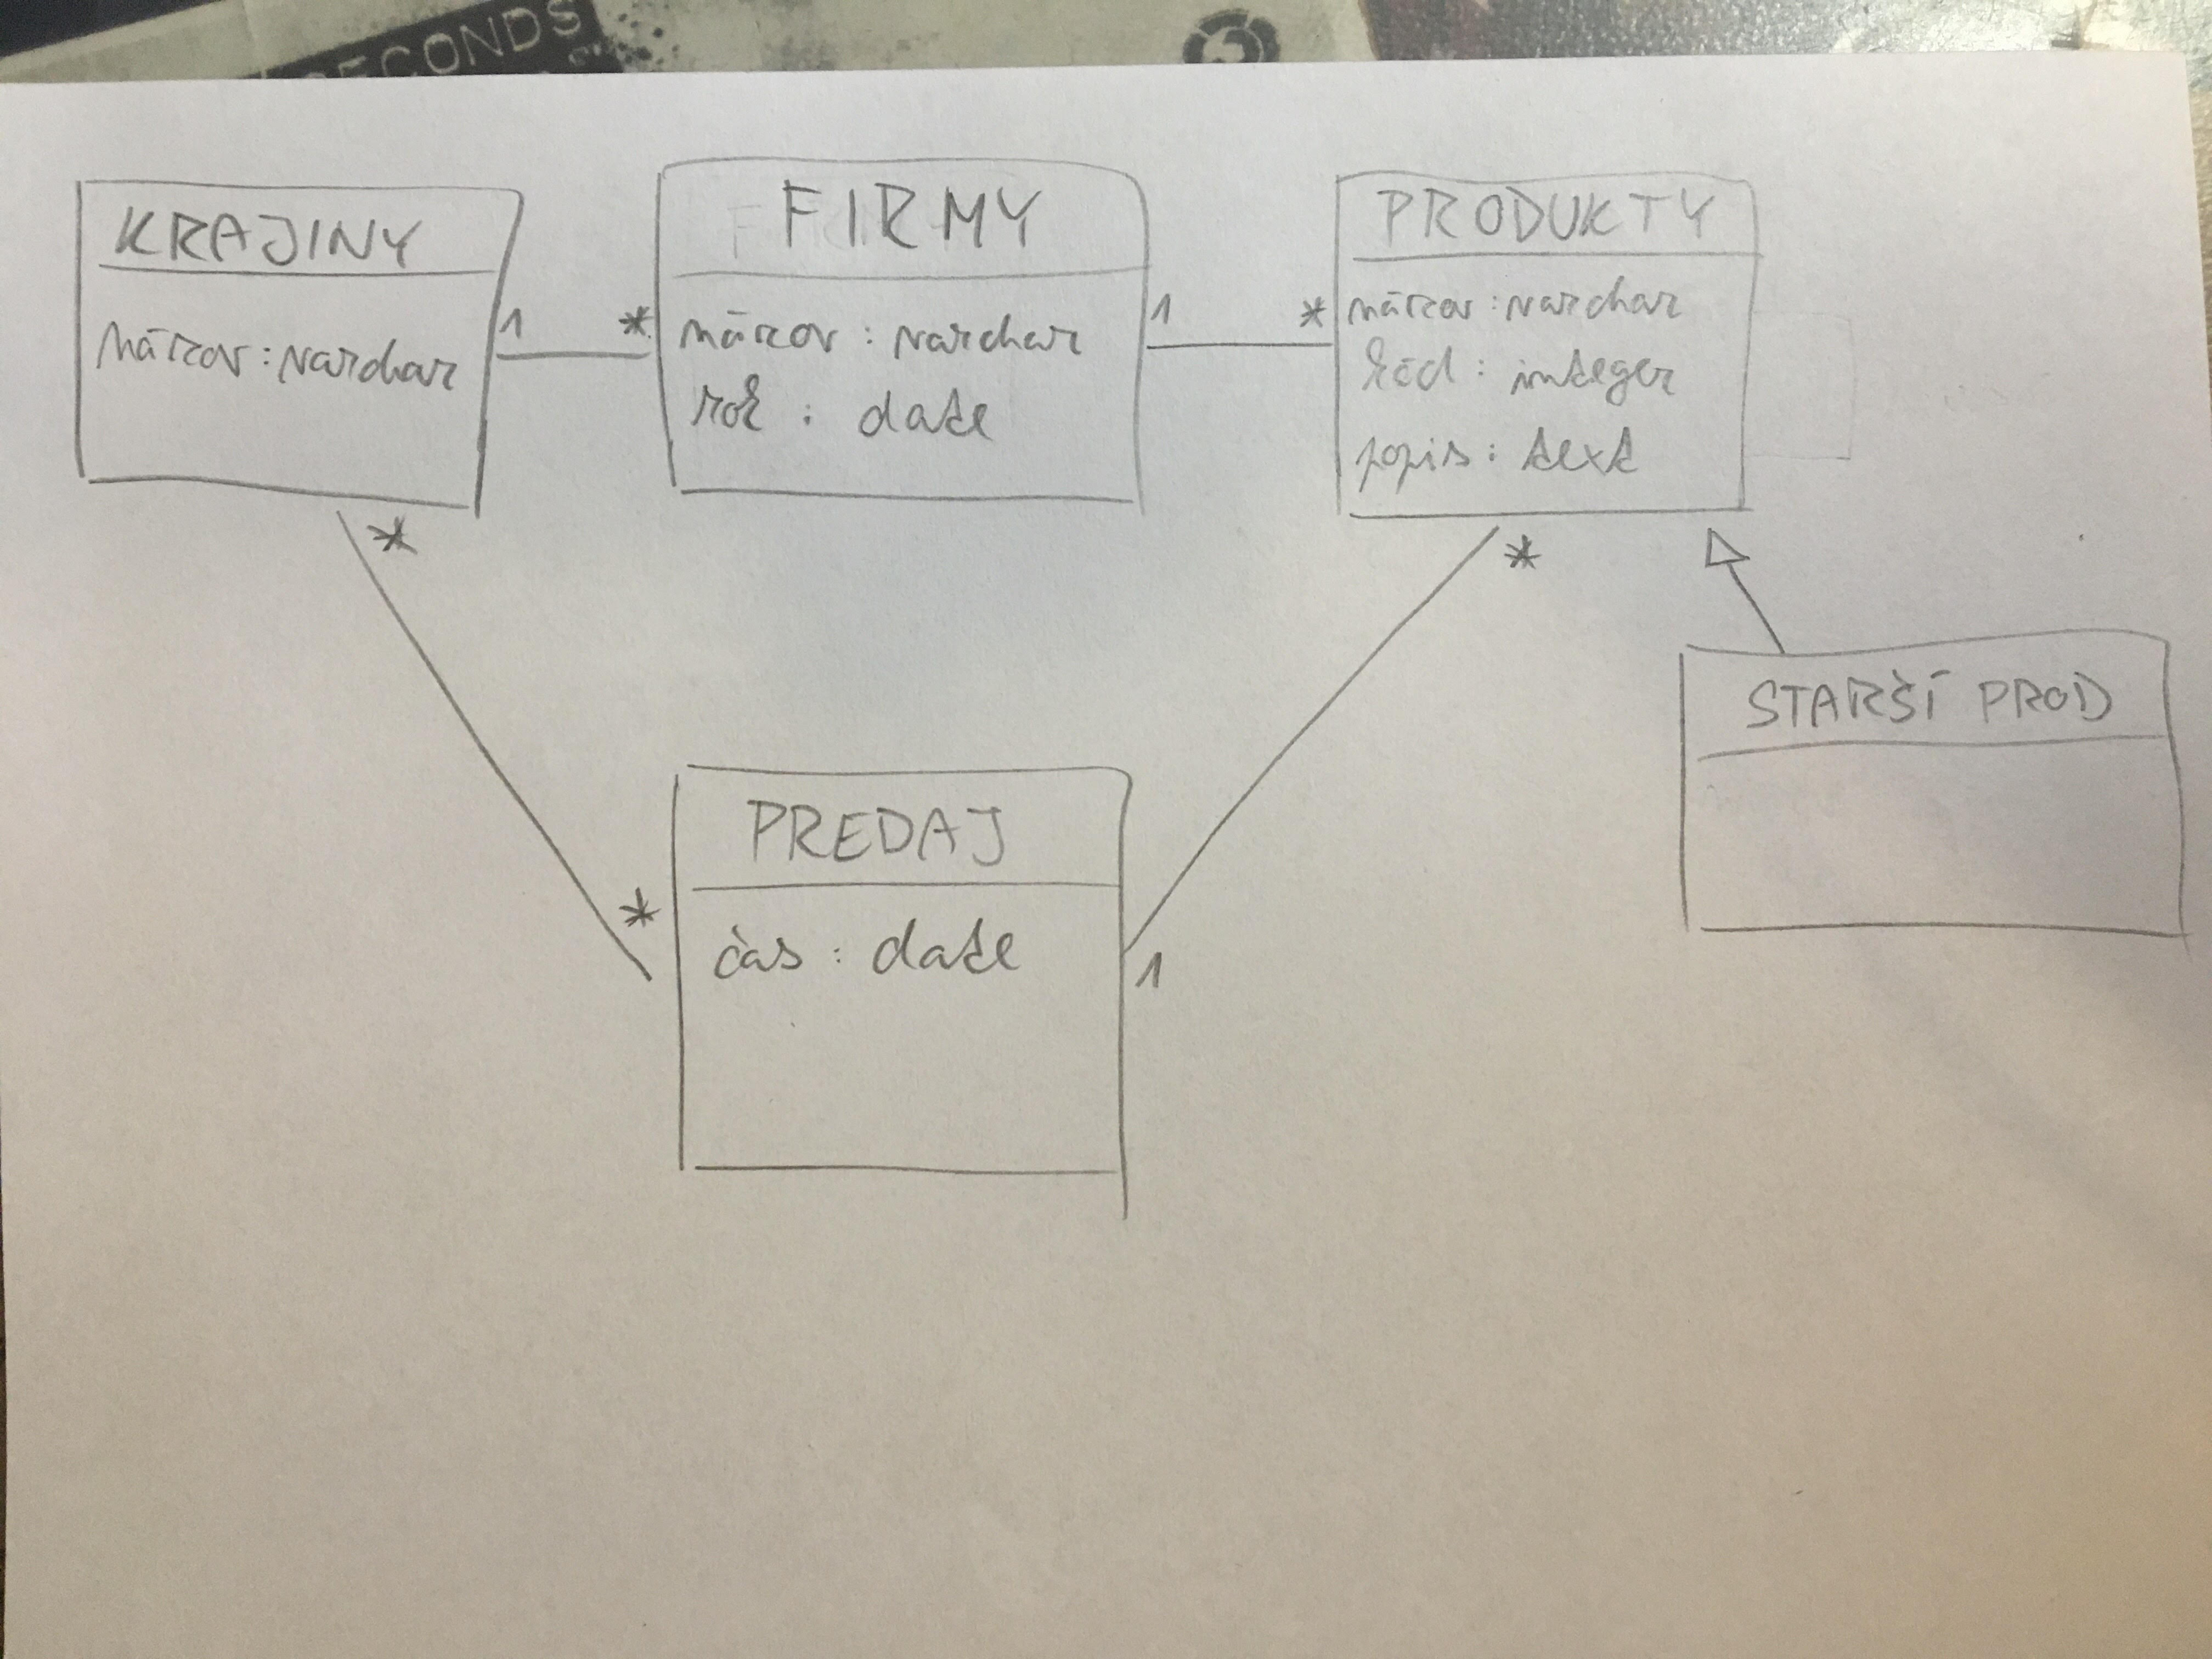 SECONDS
KRAJINY
názov : varchar
1
*
FIRMY
názov : varchar
rok : date
1
*
PRODUKTY
názov : varchar
kód : integer
popis : text
*
*
*
1
PREDAJ
čas : date
STARŠÍ PROD